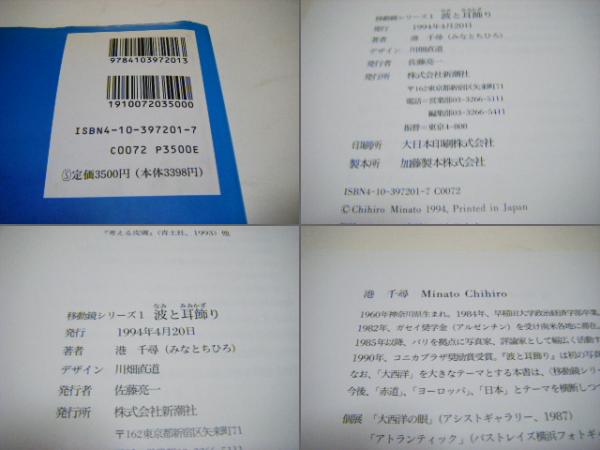 9784103972013
1910072035000
ISBN4-10-397201-7
C0072 P3500E
Ⓢ定価3500円（本体3398円）
移動鏡シリーズ1 波と耳飾り
発行 1994年4月20日
著者 港 千尋（みなとちひろ）
デザイン 川畑直道
発行者 佐藤亮一
発行所 株式会社新潮社
〒162東京都新宿区矢来町71
電話＝営業部03-3266-5111
編集部03-3266-5411
振替＝東京4-808
印刷所 大日本印刷株式会社
製本所 加藤製本株式会社
ISBN4-10-397201-7 C0072
©Chihiro Minato 1994, Printed in Japan
『考える皮膚』（青土社、1993）他
なみ みみかざ
移動鏡シリーズ1 波と耳飾り
発行 1994年4月20日
著者 港 千尋（みなとちひろ）
デザイン 川畑直道
発行者 佐藤亮一
発行所 株式会社新潮社
〒162東京都新宿区矢来町
港 千尋 Minato Chihiro
1960年神奈川県生まれ。1984年、早稲田大学政治経済学部卒業。
1982年、ガセイ奨学金（アルゼンチン）を受け南米各地に滞在。
1985年以降、パリを拠点に写真家、評論家として幅広く活動す
1990年、コニカプラザ奨励賞受賞。『波と耳飾り』は初の写真
なお、「大西洋」を大きなテーマとする本書は、〈移動鏡シリ
今後、「赤道」、「ヨーロッパ」、「日本」とテーマを横断しつつ
個展 「大西洋の眼」（アシストギャラリー、1987）
「アトランティック」（パストレイズ横浜フォトギャ